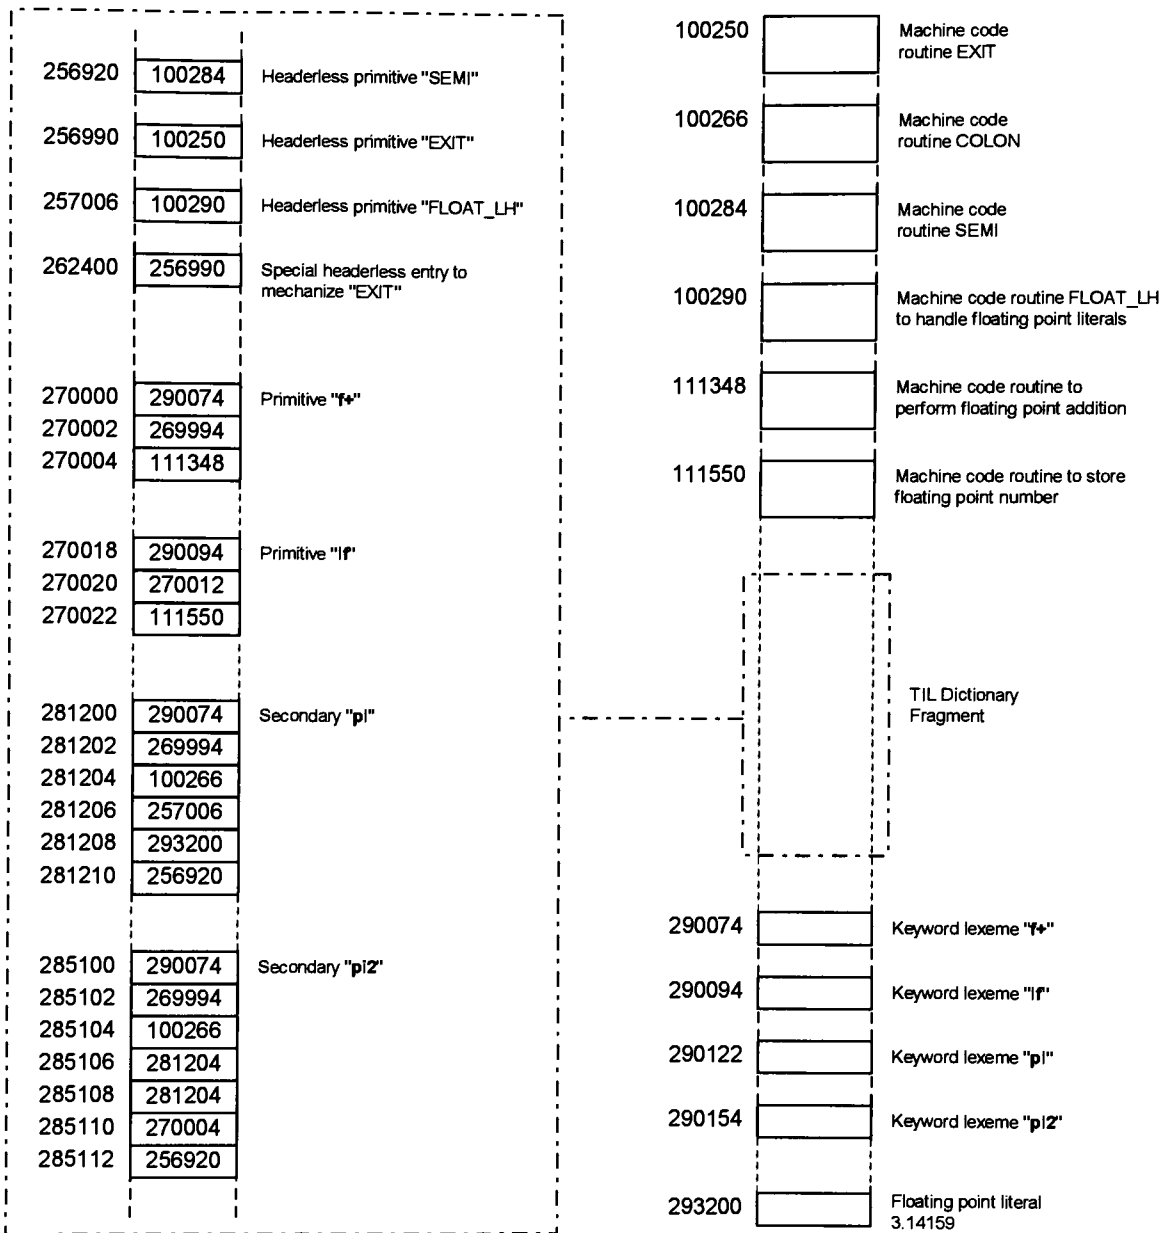 256920 100284 Headerless primitive "SEMI"
256990 100250 Headerless primitive "EXIT"
257006 100290 Headerless primitive "FLOAT_LH"
262400 256990 Special headerless entry to
mechanize "EXIT"
270000 290074 Primitive "f+"
270002 269994
270004 111348
270018 290094 Primitive "lf"
270020 270012
270022 111550
281200 290074 Secondary "pi"
281202 269994
281204 100266
281206 257006
281208 293200
281210 256920
285100 290074 Secondary "pi2"
285102 269994
285104 100266
285106 281204
285108 281204
285110 270004
285112 256920
100250 Machine code
routine EXIT
100266 Machine code
routine COLON
100284 Machine code
routine SEMI
100290 Machine code routine FLOAT_LH
to handle floating point literals
111348 Machine code routine to
perform floating point addition
111550 Machine code routine to store
floating point number
TIL Dictionary
Fragment
290074 Keyword lexeme "f+"
290094 Keyword lexeme "lf"
290122 Keyword lexeme "pi"
290154 Keyword lexeme "pi2"
293200 Floating point literal
3.14159